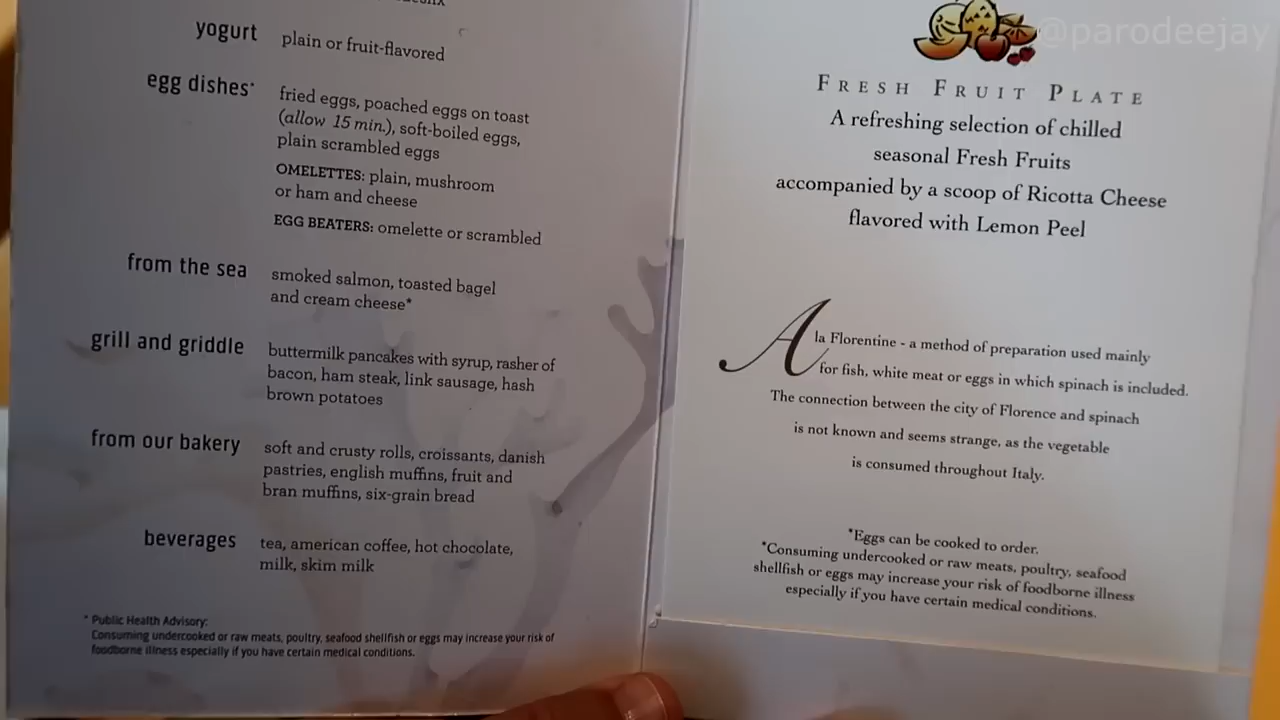 yogurt
plain or fruit-flavored
egg dishes*
fried eggs, poached eggs on toast
(allow 15 min.), soft-boiled eggs,
plain scrambled eggs
OMELETTES: plain, mushroom
or ham and cheese
EGG BEATERS: omelette or scrambled
from the sea
smoked salmon, toasted bagel
and cream cheese*
grill and griddle
buttermilk pancakes with syrup, rasher of
bacon, ham steak, link sausage, hash
brown potatoes
from our bakery
soft and crusty rolls, croissants, danish
pastries, english muffins, fruit and
bran muffins, six-grain bread
beverages
tea, american coffee, hot chocolate,
milk, skim milk
* Public Health Advisory:
Consuming undercooked or raw meats, poultry, seafood shellfish or eggs may increase your risk of
foodborne illness especially if you have certain medical conditions.
@parodeejay
FRESH FRUIT PLATE
A refreshing selection of chilled
seasonal Fresh Fruits
accompanied by a scoop of Ricotta Cheese
flavored with Lemon Peel
A la Florentine - a method of preparation used mainly
for fish, white meat or eggs in which spinach is included.
The connection between the city of Florence and spinach
is not known and seems strange, as the vegetable
is consumed throughout Italy.
*Eggs can be cooked to order.
*Consuming undercooked or raw meats, poultry, seafood
shellfish or eggs may increase your risk of foodborne illness
especially if you have certain medical conditions.